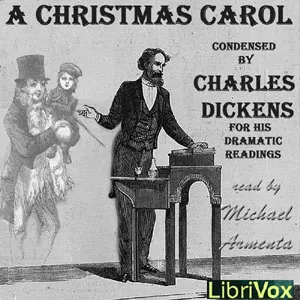 A CHRISTMAS CAROL
CONDENSED
BY
CHARLES
DICKENS
FOR HIS
DRAMATIC
READINGS
read by
Michael
Armenta
LibriVox